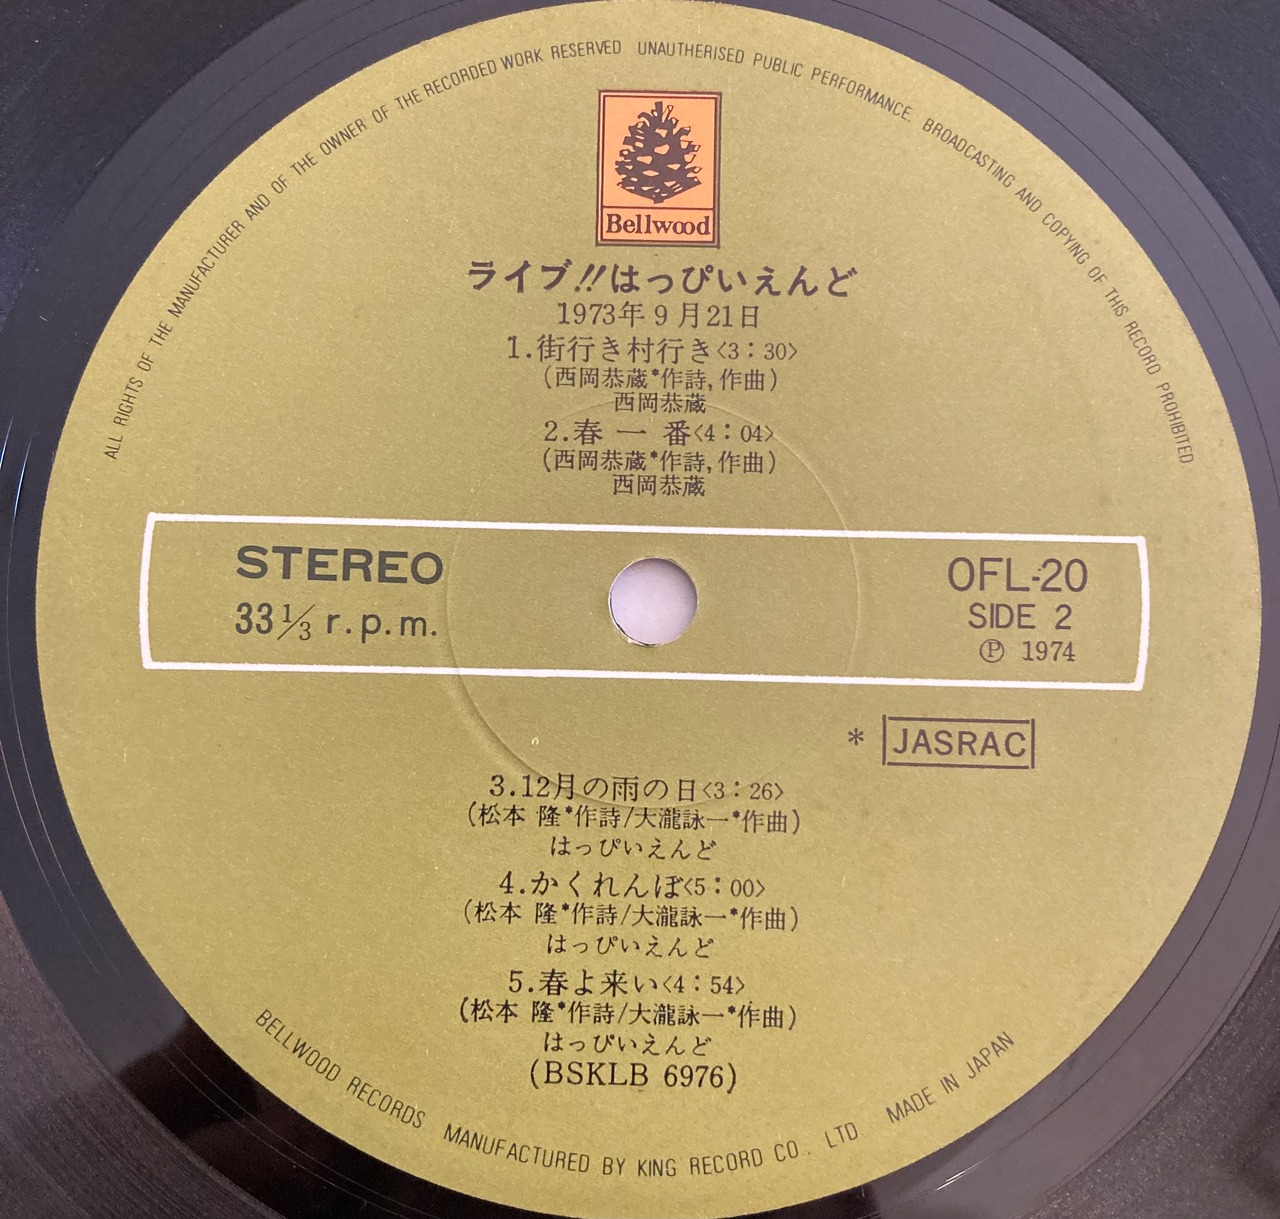 ALL RIGHTS OF THE MANUFACTURER AND OF THE OWNER OF THE RECORDED WORK RESERVED UNAUTHERISED PUBLIC PERFORMANCE. BROADCASTING AND COPYING OF THIS RECORD PROHIBITED
Bellwood
ライブ!!はっぴいえんど
1973年9月21日
1.街行き村行き<3:30>
(西岡恭蔵*作詩,作曲)
西岡恭蔵
2.春一番<4:04>
(西岡恭蔵*作詩,作曲)
西岡恭蔵
STEREO
33 1/3 r.p.m.
OFL-20
SIDE 2
Ⓟ 1974
* JASRAC
3.12月の雨の日<3:26>
(松本 隆*作詩/大瀧詠一*作曲)
はっぴいえんど
4.かくれんぼ<5:00>
(松本 隆*作詩/大瀧詠一*作曲)
はっぴいえんど
5.春よ来い<4:54>
(松本 隆*作詩/大瀧詠一*作曲)
はっぴいえんど
(BSKLB 6976)
BELLWOOD RECORDS MANUFACTURED BY KING RECORD CO. LTD MADE IN JAPAN